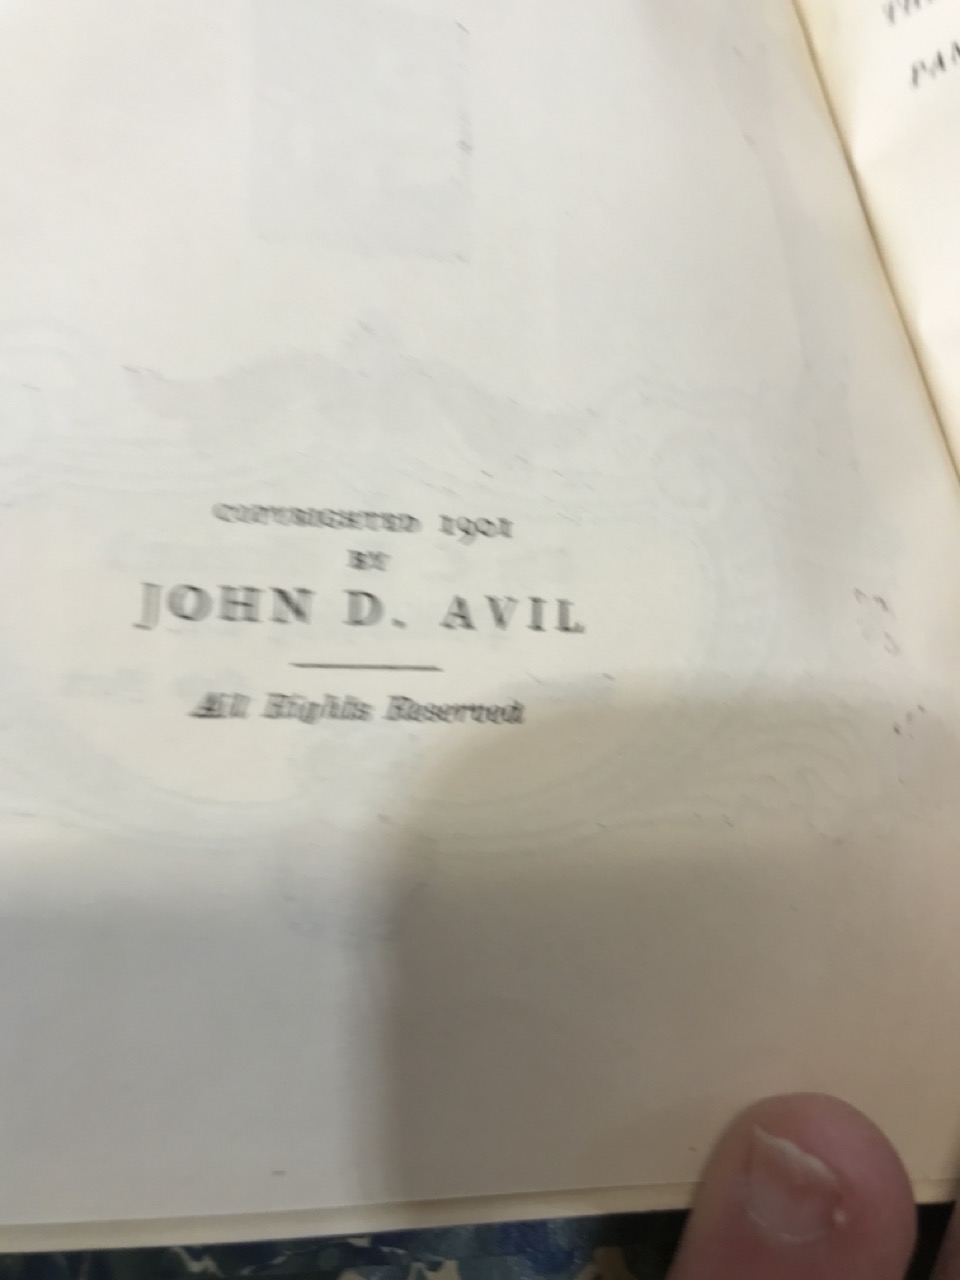 COPYRIGHTED 1901
BY
JOHN D. AVIL
All Rights Reserved